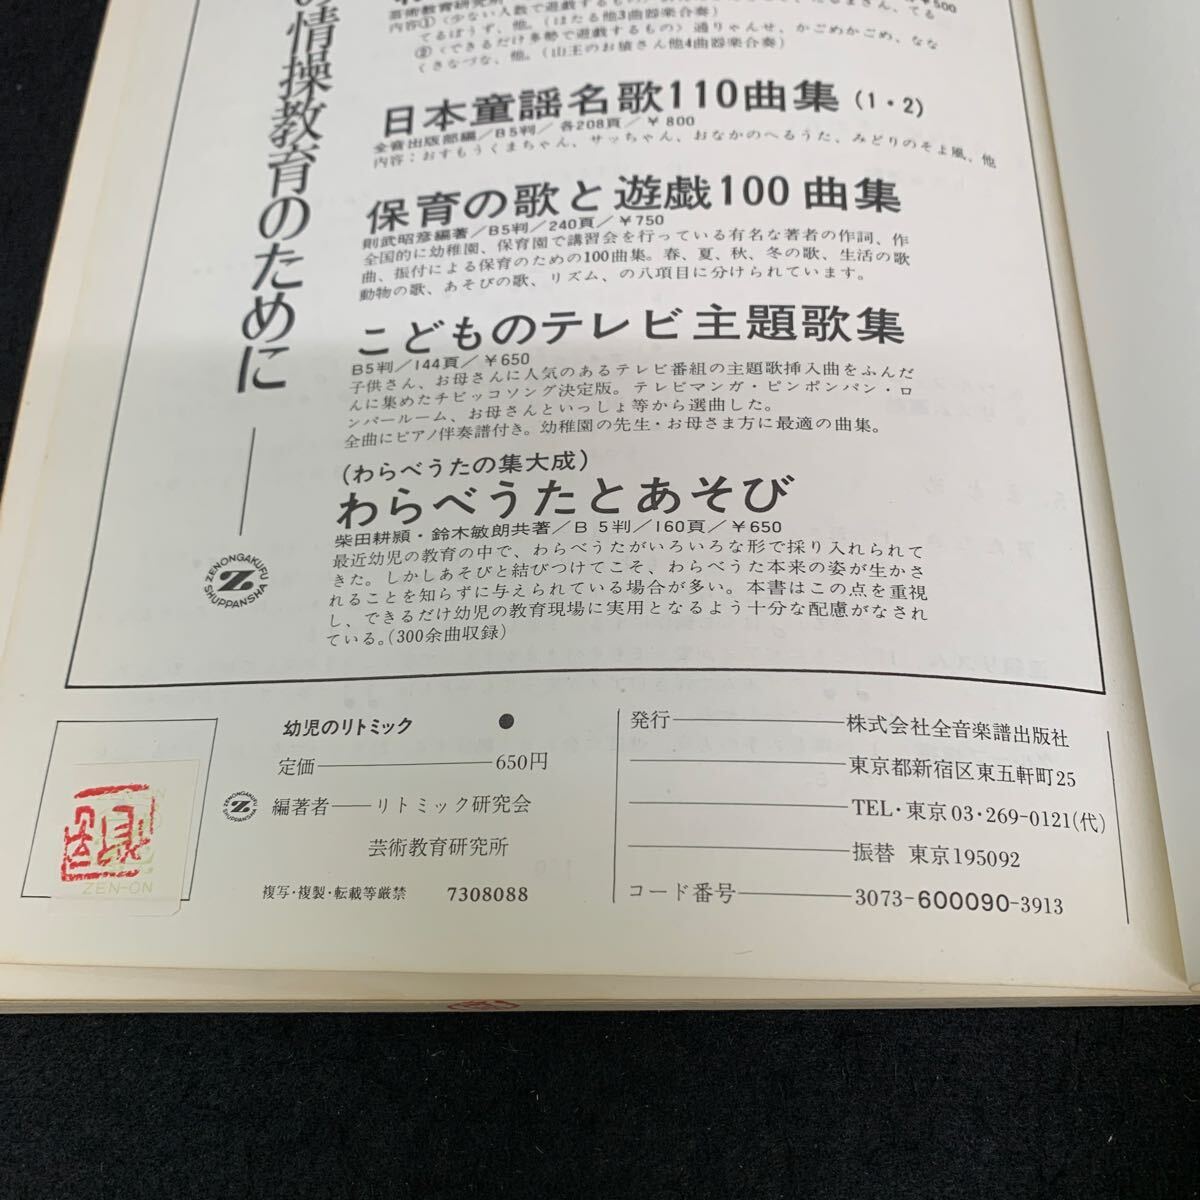 の情操教育のために
ZENONGAKUFU
SHUPPANSHA
内容①(少ない人数で遊戯するもの)
てるぼうず、他。(ほたる他3曲器楽合奏)
②(できるだけ多勢で遊戯するもの)通りゃんせ、かごめかごめ、なな
くさなづな、他。(山王のお猿さん他4曲器楽合奏)
日本童謡名歌110曲集(1・2)
全音出版部編/B5判/各208頁/¥800
内容:おすもうくまちゃん、サッちゃん、おなかのへるうた、みどりのそよ風、他
保育の歌と遊戯100曲集
則武昭彦編著/B5判/240頁/¥750
全国的に幼稚園、保育園で講習会を行っている有名な著者の作詞、作
曲、振付による保育のための100曲集。春、夏、秋、冬の歌、生活の歌
動物の歌、あそびの歌、リズム、の八項目に分けられています。
こどものテレビ主題歌集
B5判/144頁/¥650
子供さん、お母さんに人気のあるテレビ番組の主題歌挿入曲をふんだ
んに集めたチビッコソング決定版。テレビマンガ・ピンポンパン・ロ
ンパールーム、お母さんといっしょ等から選曲した。
全曲にピアノ伴奏譜付き。幼稚園の先生・お母さま方に最適の曲集。
(わらべうたの集大成)
わらべうたとあそび
柴田耕頴・鈴木敏朗共著/B5判/160頁/¥650
最近幼児の教育の中で、わらべうたがいろいろな形で採り入れられて
きた。しかしあそびと結びつけてこそ、わらべうた本来の姿が生かさ
れることを知らずに与えられている場合が多い。本書はこの点を重視
し、できるだけ幼児の教育現場に実用となるよう十分な配慮がなされ
ている。(300余曲収録)
幼児のリトミック ●
定価――650円
編著者――リトミック研究会
芸術教育研究所
複写・複製・転載等厳禁 7308088
ZENONGAKUFU
SHUPPANSHA
ZEN-ON
発行――株式会社全音楽譜出版社
東京都新宿区東五軒町25
TEL・東京03・269-0121(代)
振替 東京195092
コード番号――3073-600090-3913